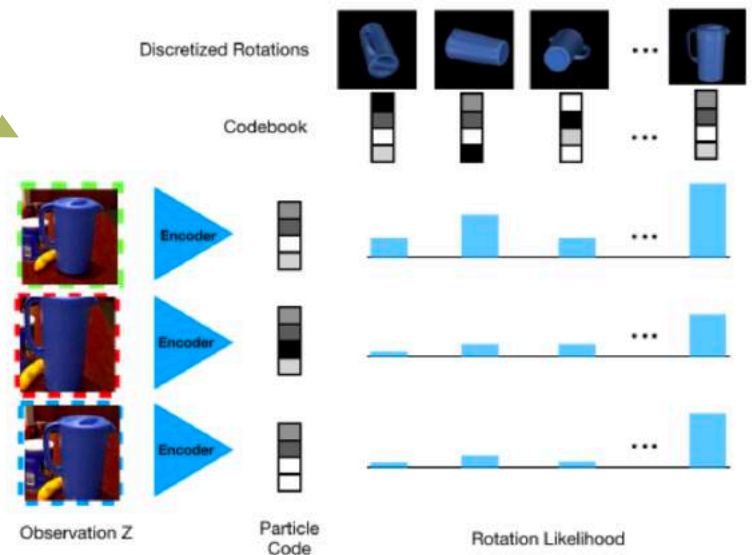 Discretized Rotations
...
Codebook
...
Encoder
...
Encoder
...
Encoder
...
Observation Z
Particle
Code
Rotation Likelihood